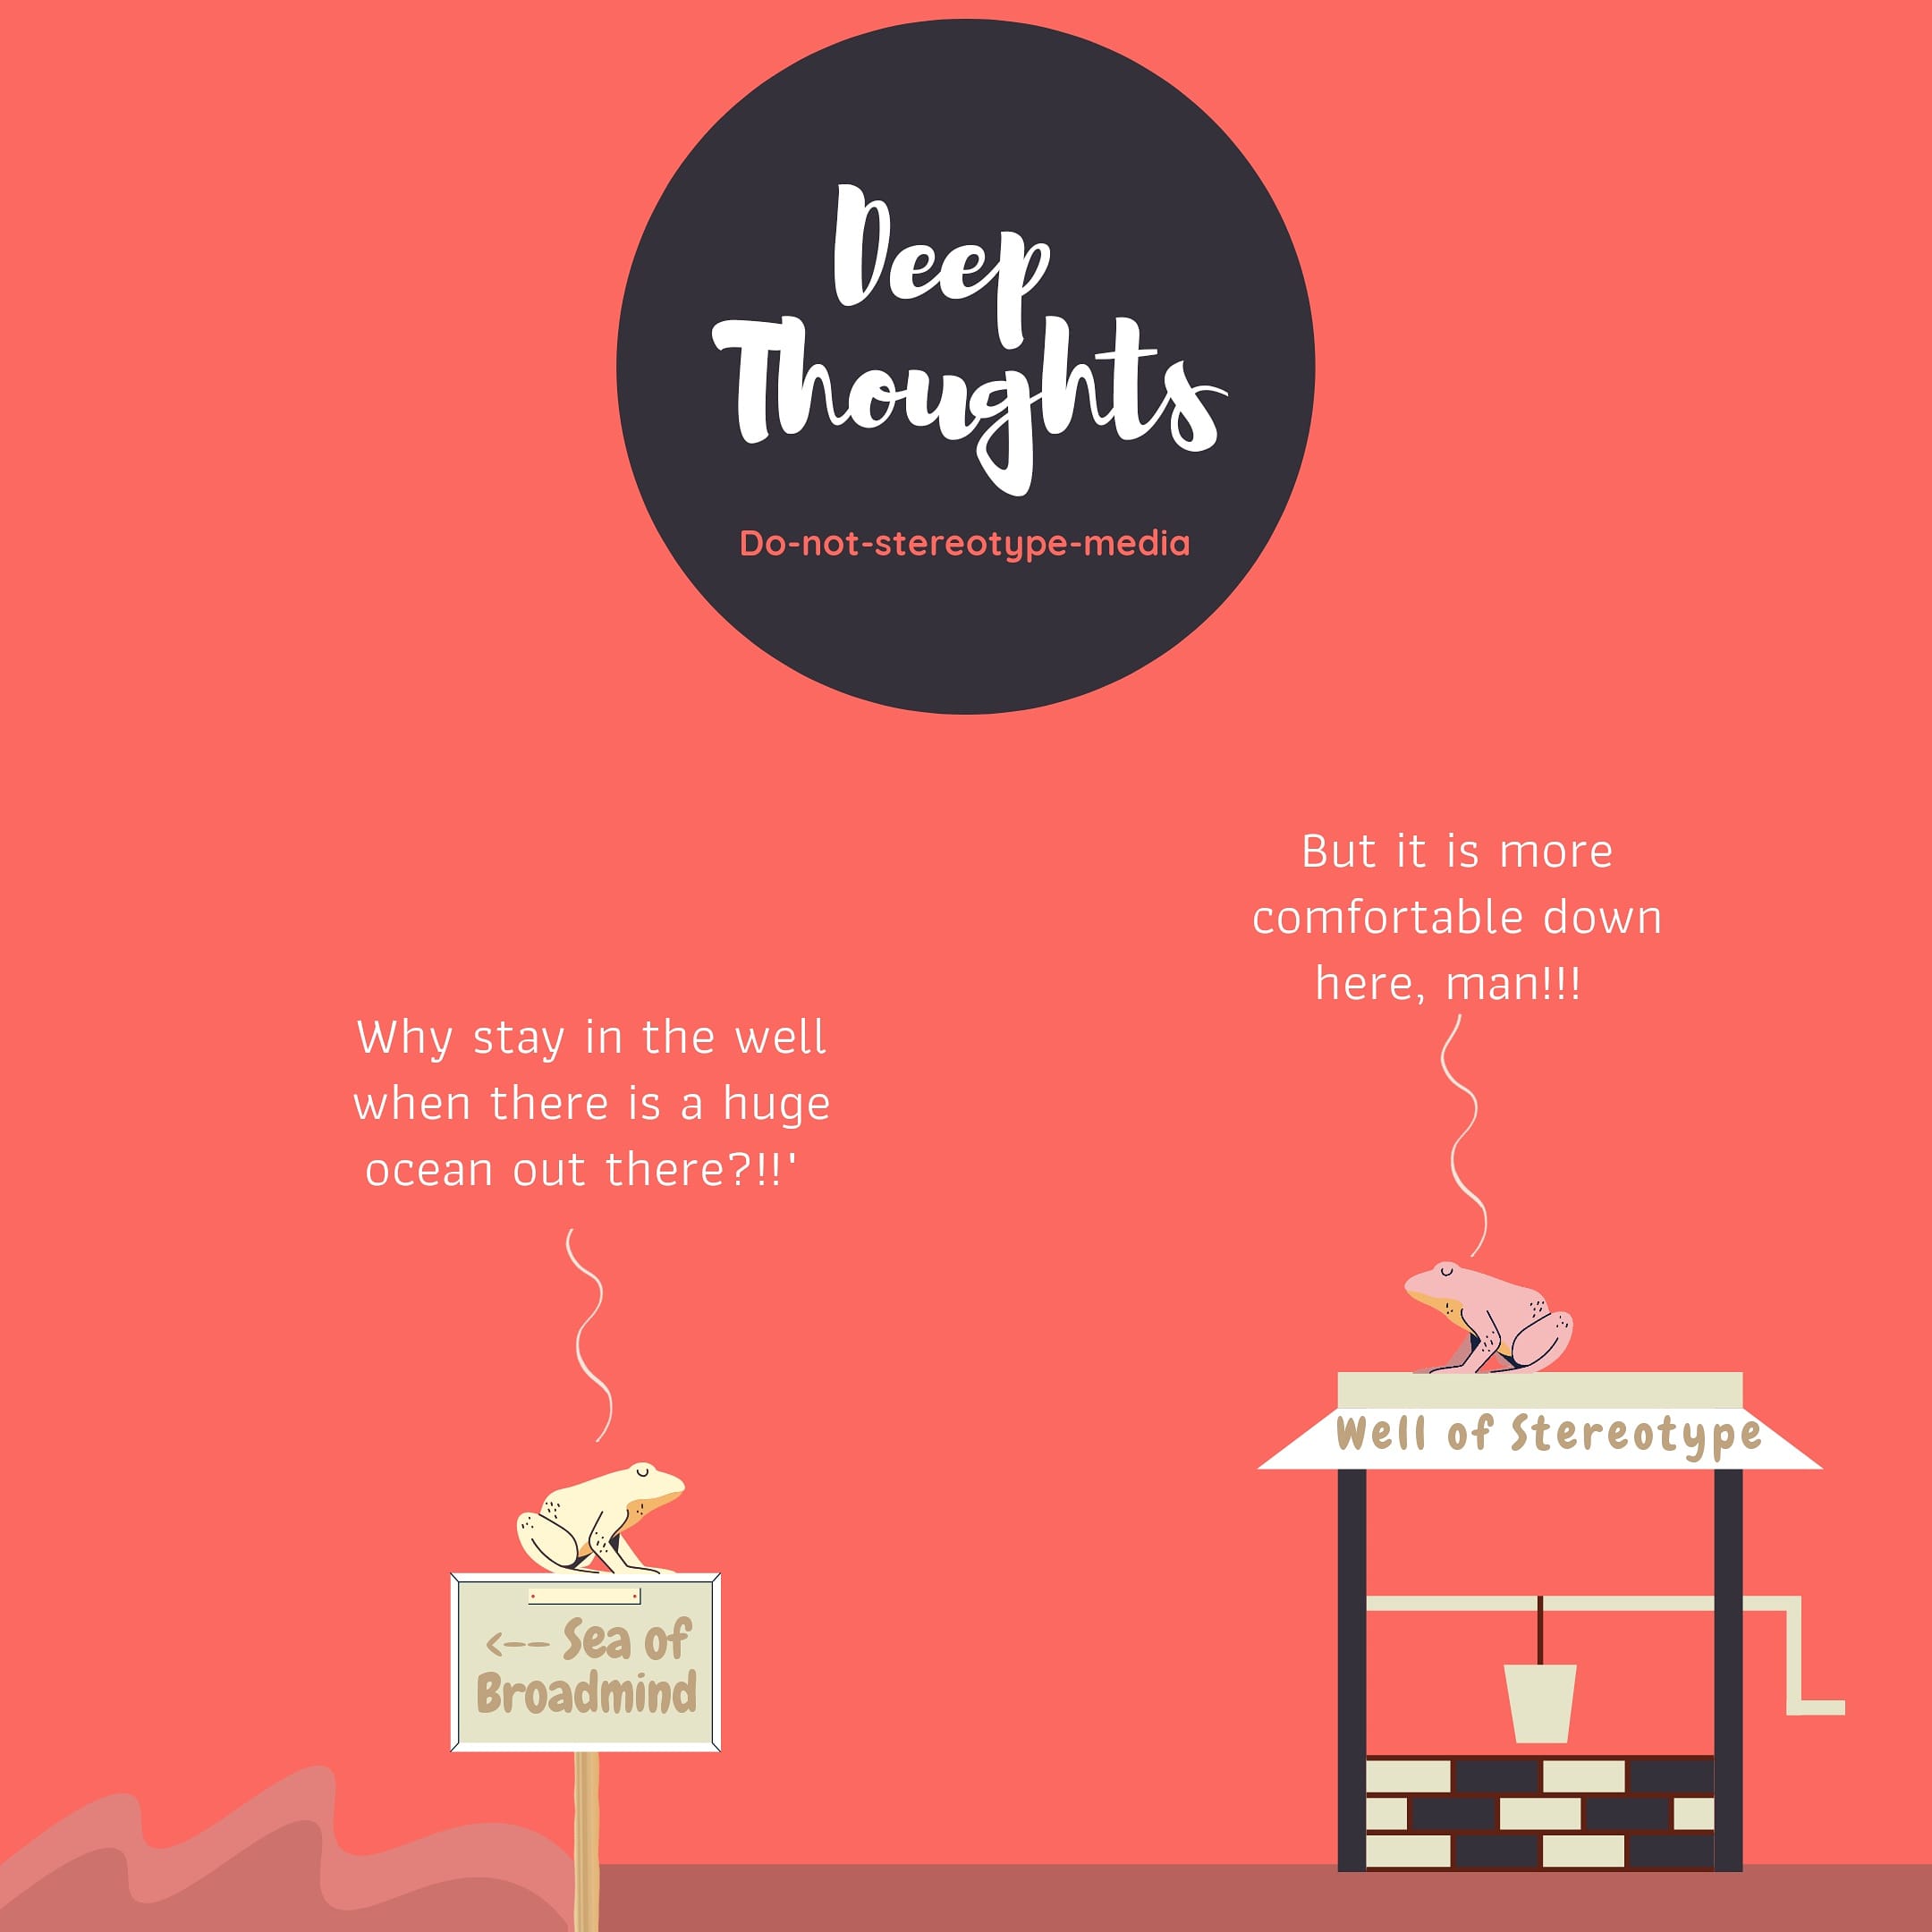 Deep
Thoughts
Do-not-stereotype-media
But it is more
comfortable down
here, man!!!
Why stay in the well
when there is a huge
ocean out there?!!'
Well of Stereotype
<-- Sea of
Broadmind